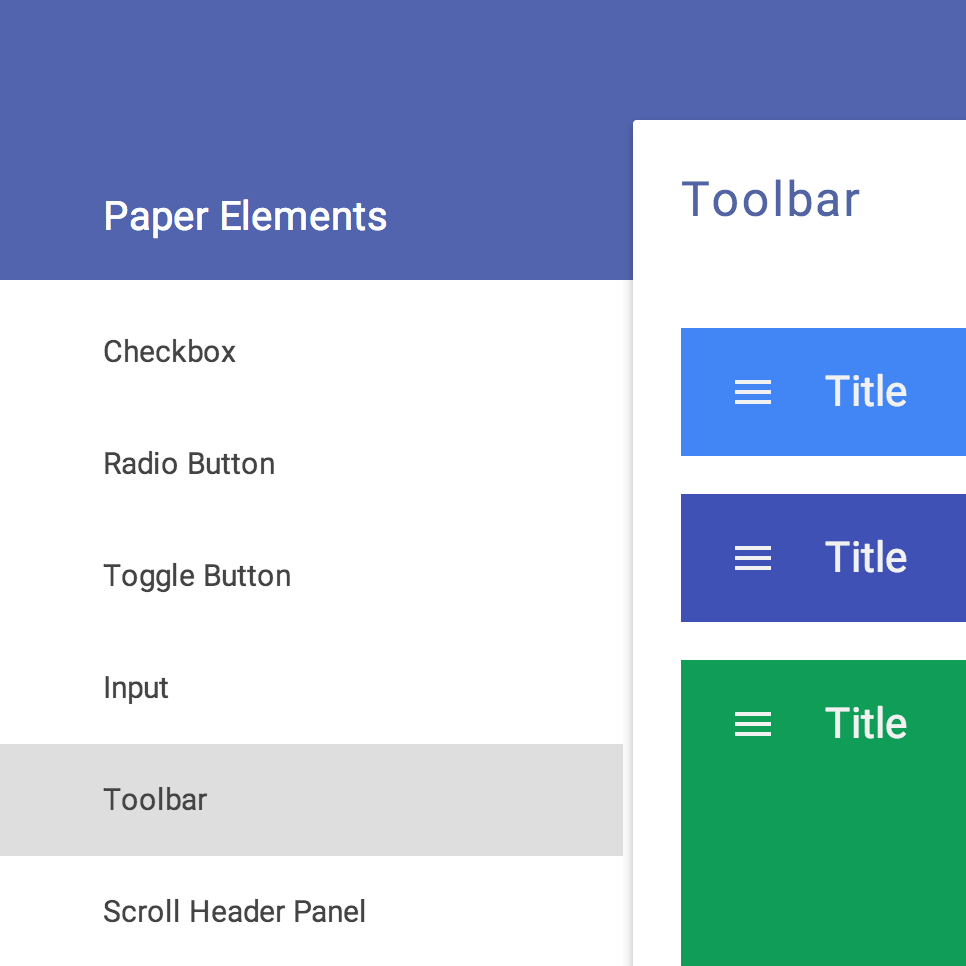 Paper Elements
Checkbox
Radio Button
Toggle Button
Input
Toolbar
Scroll Header Panel
Toolbar
Title
Title
Title